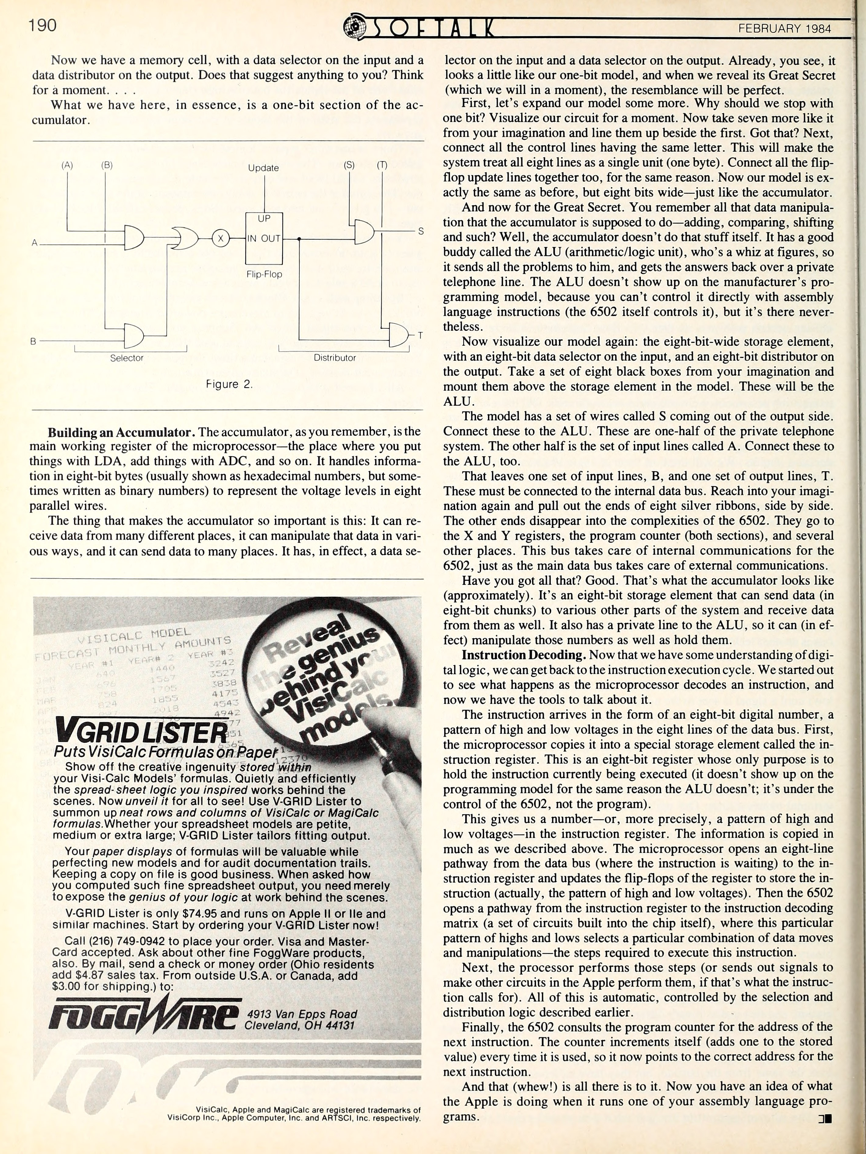 190
SOFTALK
FEBRUARY 1984
Now we have a memory cell, with a data selector on the input and a
data distributor on the output. Does that suggest anything to you? Think
for a moment. . . .
What we have here, in essence, is a one-bit section of the ac-
cumulator.
(A) (B) Update (S) (T)
UP
A IN OUT S
X
Flip-Flop
B T
Selector Distributor
Figure 2.
Building an Accumulator. The accumulator, as you remember, is the
main working register of the microprocessor—the place where you put
things with LDA, add things with ADC, and so on. It handles informa-
tion in eight-bit bytes (usually shown as hexadecimal numbers, but some-
times written as binary numbers) to represent the voltage levels in eight
parallel wires.
The thing that makes the accumulator so important is this: It can re-
ceive data from many different places, it can manipulate that data in vari-
ous ways, and it can send data to many places. It has, in effect, a data se-
lector on the input and a data selector on the output. Already, you see, it
looks a little like our one-bit model, and when we reveal its Great Secret
(which we will in a moment), the resemblance will be perfect.
First, let's expand our model some more. Why should we stop with
one bit? Visualize our circuit for a moment. Now take seven more like it
from your imagination and line them up beside the first. Got that? Next,
connect all the control lines having the same letter. This will make the
system treat all eight lines as a single unit (one byte). Connect all the flip-
flop update lines together too, for the same reason. Now our model is ex-
actly the same as before, but eight bits wide—just like the accumulator.
And now for the Great Secret. You remember all that data manipula-
tion that the accumulator is supposed to do—adding, comparing, shifting
and such? Well, the accumulator doesn't do that stuff itself. It has a good
buddy called the ALU (arithmetic/logic unit), who's a whiz at figures, so
it sends all the problems to him, and gets the answers back over a private
telephone line. The ALU doesn't show up on the manufacturer's pro-
gramming model, because you can't control it directly with assembly
language instructions (the 6502 itself controls it), but it's there never-
theless.
Now visualize our model again: the eight-bit-wide storage element,
with an eight-bit data selector on the input, and an eight-bit distributor on
the output. Take a set of eight black boxes from your imagination and
mount them above the storage element in the model. These will be the
ALU.
The model has a set of wires called S coming out of the output side.
Connect these to the ALU. These are one-half of the private telephone
system. The other half is the set of input lines called A. Connect these to
the ALU, too.
That leaves one set of input lines, B, and one set of output lines, T.
These must be connected to the internal data bus. Reach into your imagi-
nation again and pull out the ends of eight silver ribbons, side by side.
The other ends disappear into the complexities of the 6502. They go to
the X and Y registers, the program counter (both sections), and several
other places. This bus takes care of internal communications for the
6502, just as the main data bus takes care of external communications.
Have you got all that? Good. That's what the accumulator looks like
(approximately). It's an eight-bit storage element that can send data (in
eight-bit chunks) to various other parts of the system and receive data
from them as well. It also has a private line to the ALU, so it can (in ef-
fect) manipulate those numbers as well as hold them.
Instruction Decoding. Now that we have some understanding of digi-
tal logic, we can get back to the instruction execution cycle. We started out
to see what happens as the microprocessor decodes an instruction, and
now we have the tools to talk about it.
The instruction arrives in the form of an eight-bit digital number, a
pattern of high and low voltages in the eight lines of the data bus. First,
the microprocessor copies it into a special storage element called the in-
struction register. This is an eight-bit register whose only purpose is to
hold the instruction currently being executed (it doesn't show up on the
programming model for the same reason the ALU doesn't; it's under the
control of the 6502, not the program).
This gives us a number—or, more precisely, a pattern of high and
low voltages—in the instruction register. The information is copied in
much as we described above. The microprocessor opens an eight-line
pathway from the data bus (where the instruction is waiting) to the in-
struction register and updates the flip-flops of the register to store the in-
struction (actually, the pattern of high and low voltages). Then the 6502
opens a pathway from the instruction register to the instruction decoding
matrix (a set of circuits built into the chip itself), where this particular
pattern of highs and lows selects a particular combination of data moves
and manipulations—the steps required to execute this instruction.
Next, the processor performs those steps (or sends out signals to
make other circuits in the Apple perform them, if that's what the instruc-
tion calls for). All of this is automatic, controlled by the selection and
distribution logic described earlier.
Finally, the 6502 consults the program counter for the address of the
next instruction. The counter increments itself (adds one to the stored
value) every time it is used, so it now points to the correct address for the
next instruction.
And that (whew!) is all there is to it. Now you have an idea of what
the Apple is doing when it runs one of your assembly language pro-
grams.
VISICALC MODEL
FORECAST MONTHLY AMOUNTS
YEAR #1 YEAR# 2 YEAR #3
1440 3242
1567 3527
1705 3838
1855 4175
4543
4942
Reveal
the genius
behind your
VisiCalc
models.
VGRID LISTER
Puts VisiCalc Formulas on Paper
Show off the creative ingenuity stored within
your Visi-Calc Models' formulas. Quietly and efficiently
the spread-sheet logic you inspired works behind the
scenes. Now unveil it for all to see! Use V-GRID Lister to
summon up neat rows and columns of VisiCalc or MagiCalc
formulas. Whether your spreadsheet models are petite,
medium or extra large; V-GRID Lister tailors fitting output.
Your paper displays of formulas will be valuable while
perfecting new models and for audit documentation trails.
Keeping a copy on file is good business. When asked how
you computed such fine spreadsheet output, you need merely
to expose the genius of your logic at work behind the scenes.
V-GRID Lister is only $74.95 and runs on Apple II or IIe and
similar machines. Start by ordering your V-GRID Lister now!
Call (216) 749-0942 to place your order. Visa and Master-
Card accepted. Ask about other fine FoggWare products,
also. By mail, send a check or money order (Ohio residents
add $4.87 sales tax. From outside U.S.A. or Canada, add
$3.00 for shipping.) to:
FOGGWARE
4913 Van Epps Road
Cleveland, OH 44131
VisiCalc, Apple and MagiCalc are registered trademarks of
VisiCorp Inc., Apple Computer, Inc. and ARTSCI, Inc. respectively.